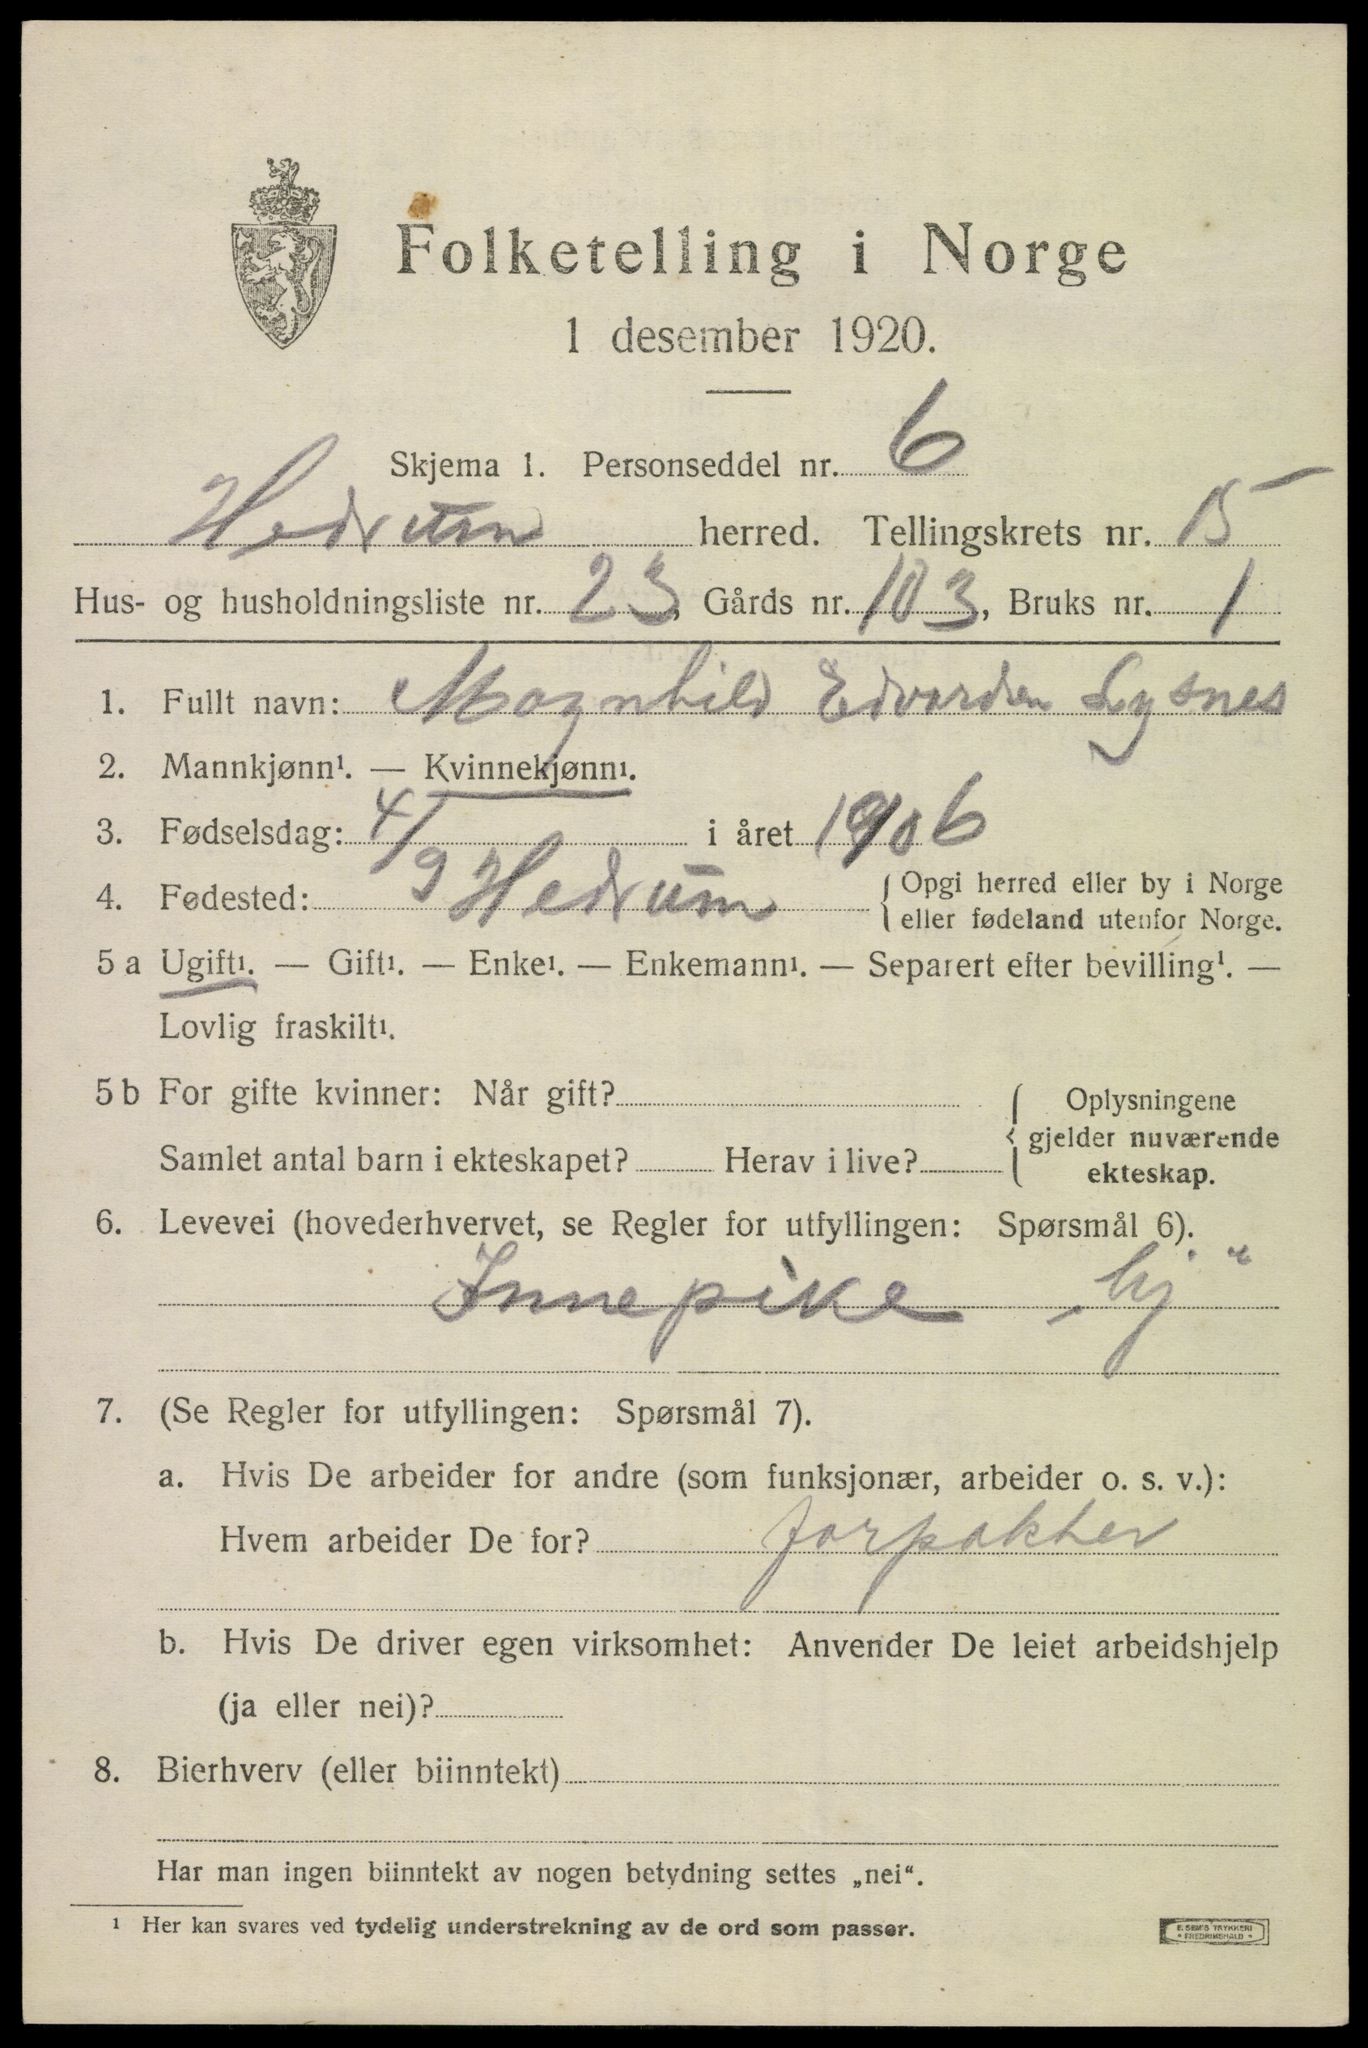 Folketelling i Norge
1 desember 1920.
Skjema 1. Personseddel nr. 6
Hedrum herred. Tellingskrets nr. 15
Hus- og husholdningsliste nr. 23, Gårds nr. 103, Bruks nr. 1
1. Fullt navn: Magnhild Edvardsen Lysnes
2. Mannkjønn¹. — Kvinnekjønn¹.
3. Fødselsdag: 4/9 i året 1906
4. Fødested: Hedrum { Opgi herred eller by i Norge
eller fødeland utenfor Norge.
5 a Ugift¹. — Gift¹. — Enke¹. — Enkemann¹. — Separert efter bevilling¹. —
Lovlig fraskilt¹.
5 b For gifte kvinner: Når gift?
Samlet antal barn i ekteskapet? Herav i live?
{ Oplysningene
gjelder nuværende
ekteskap.
6. Levevei (hovederhvervet, se Regler for utfyllingen: Spørsmål 6).
Innepike „hj“
7. (Se Regler for utfyllingen: Spørsmål 7).
a. Hvis De arbeider for andre (som funksjonær, arbeider o. s. v.):
Hvem arbeider De for? forpakter
b. Hvis De driver egen virksomhet: Anvender De leiet arbeidshjelp
(ja eller nei)?
8. Bierhverv (eller biinntekt)
Har man ingen biinntekt av nogen betydning settes „nei“.
¹ Her kan svares ved tydelig understrekning av de ord som passer.
E. SEM'S TRYKKERI
* FREDRIKSHALD *